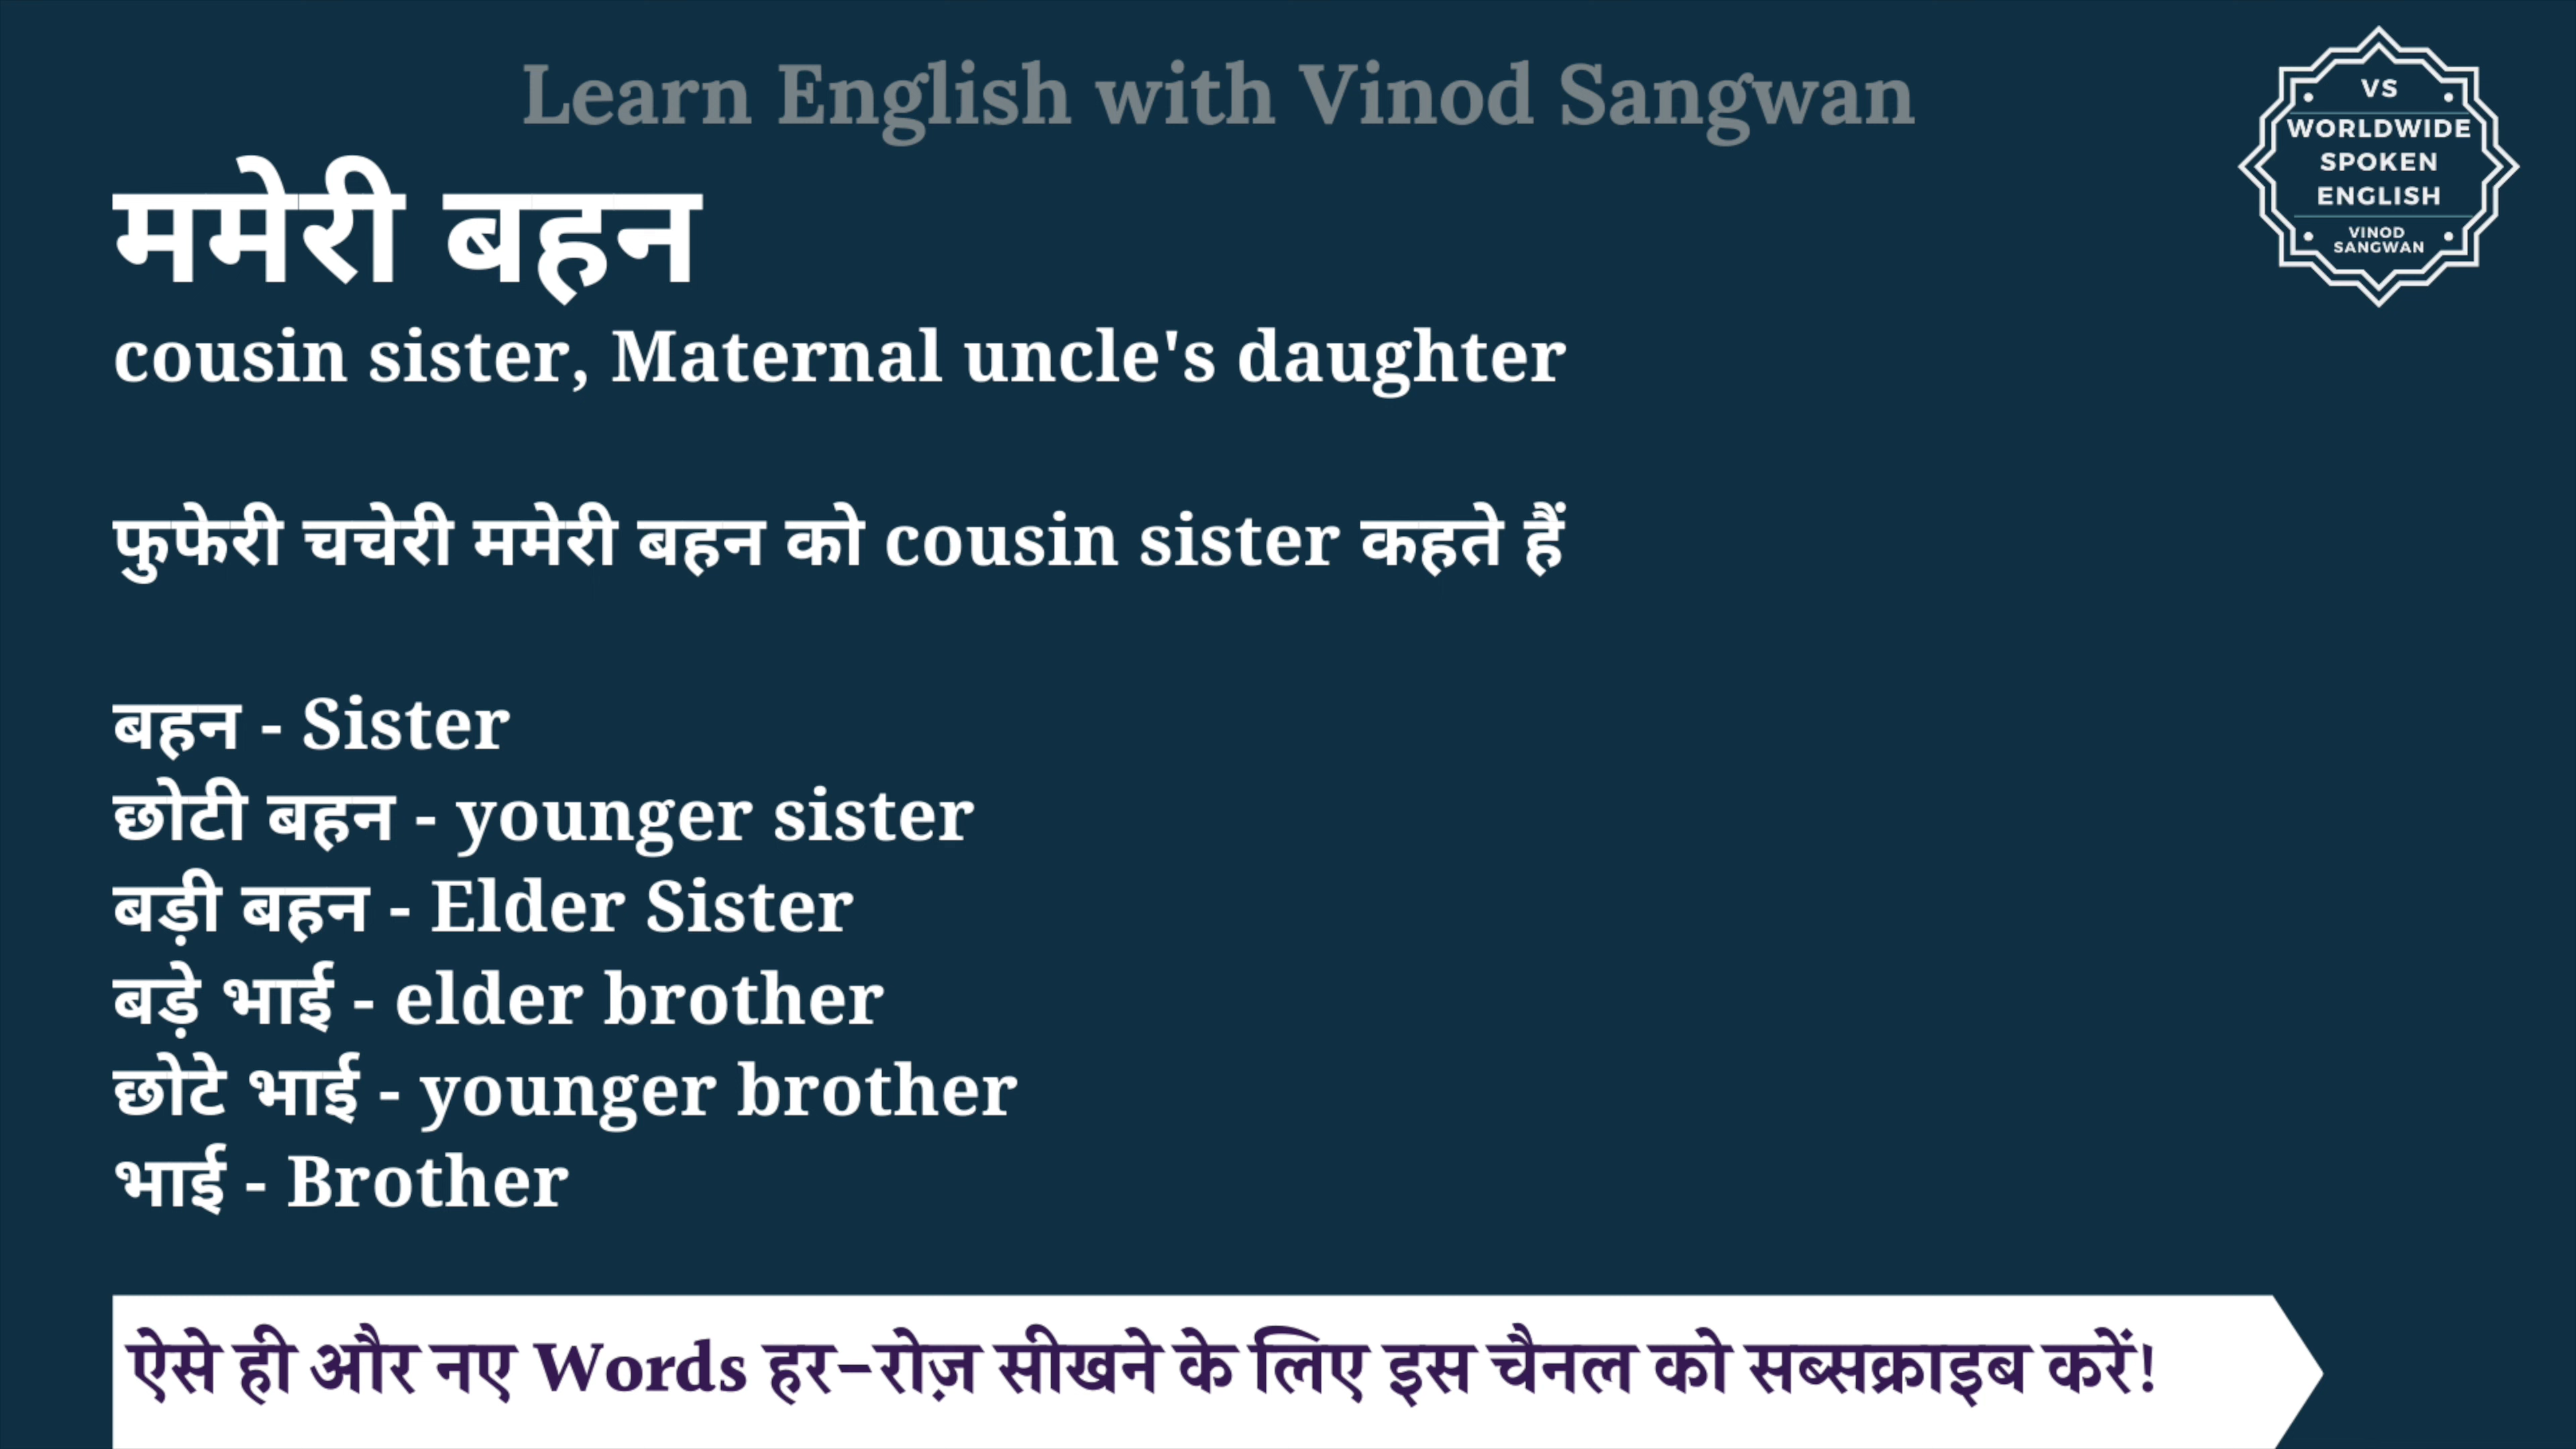 Learn English with Vinod Sangwan
VS
WORLDWIDE
SPOKEN
ENGLISH
VINOD
SANGWAN
ममेरी बहन
cousin sister, Maternal uncle's daughter
फुफेरी चचेरी ममेरी बहन को cousin sister कहते हैं
बहन - Sister
छोटी बहन - younger sister
बड़ी बहन - Elder Sister
बड़े भाई - elder brother
छोटे भाई - younger brother
भाई - Brother
ऐसे ही और नए Words हर-रोज़ सीखने के लिए इस चैनल को सब्सक्राइब करें!